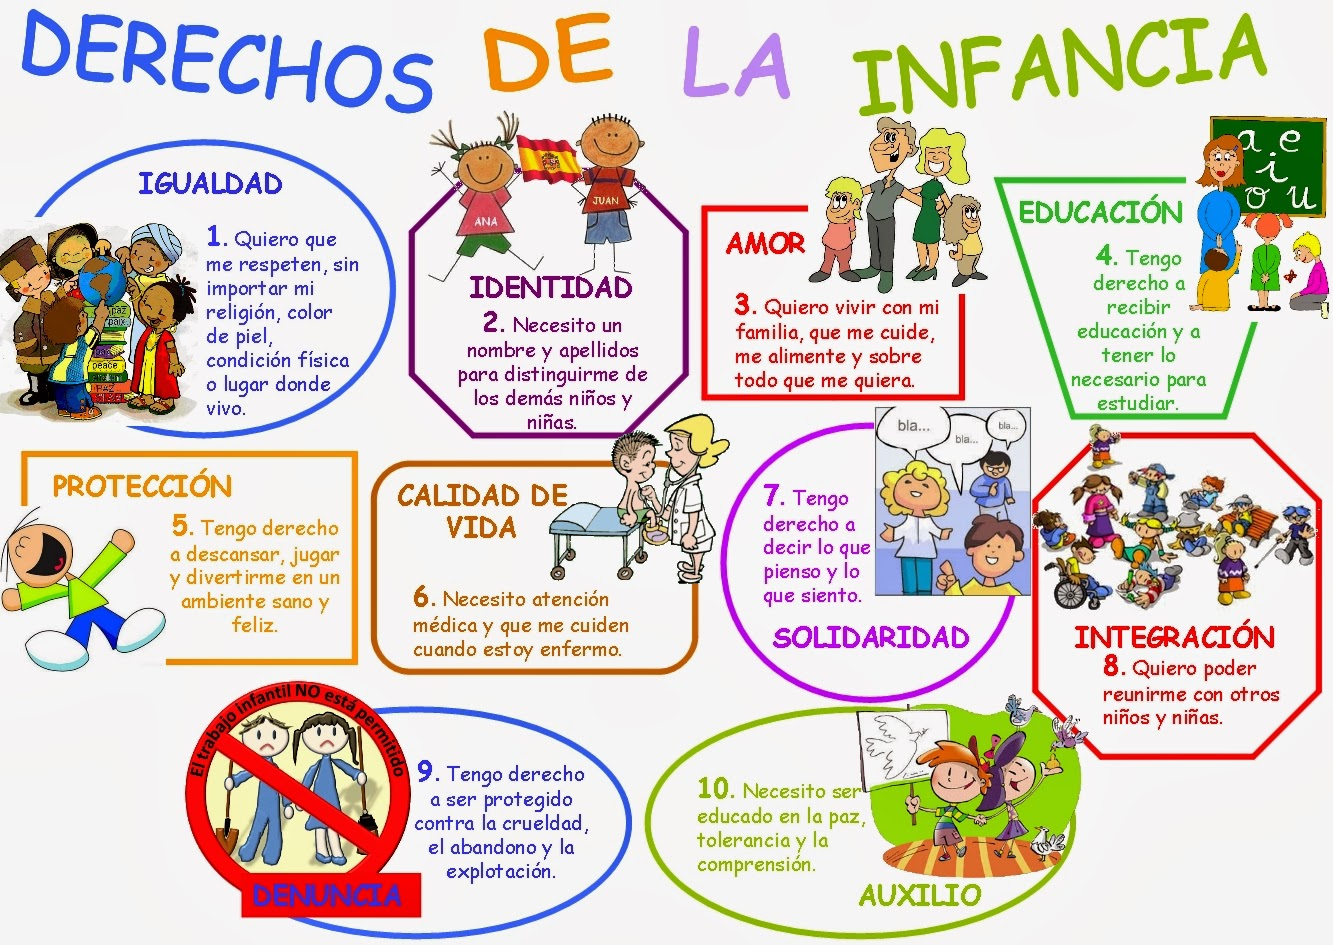 DERECHOS DE LA INFANCIA
IGUALDAD
1. Quiero que
me respeten, sin
importar mi
religión, color
de piel,
condición física
o lugar donde
vivo.
paz
paix
peace
PAZ
ANA
JUAN
IDENTIDAD
2. Necesito un
nombre y apellidos
para distinguirme de
los demás niños y
niñas.
AMOR
3. Quiero vivir con mi
familia, que me cuide,
me alimente y sobre
todo que me quiera.
a e
i
o u
EDUCACIÓN
4. Tengo
derecho a
recibir
educación y a
tener lo
necesario para
estudiar.
PROTECCIÓN
5. Tengo derecho
a descansar, jugar
y divertirme en un
ambiente sano y
feliz.
CALIDAD DE
VIDA
6. Necesito atención
médica y que me cuiden
cuando estoy enfermo.
bla...
bla...
bla...
7. Tengo
derecho a
decir lo que
pienso y lo
que siento.
SOLIDARIDAD
INTEGRACIÓN
8. Quiero poder
reunirme con otros
niños y niñas.
El trabajo infantil NO está permitido
9. Tengo derecho
a ser protegido
contra la crueldad,
el abandono y la
explotación.
DENUNCIA
10. Necesito ser
educado en la paz,
tolerancia y la
comprensión.
AUXILIO